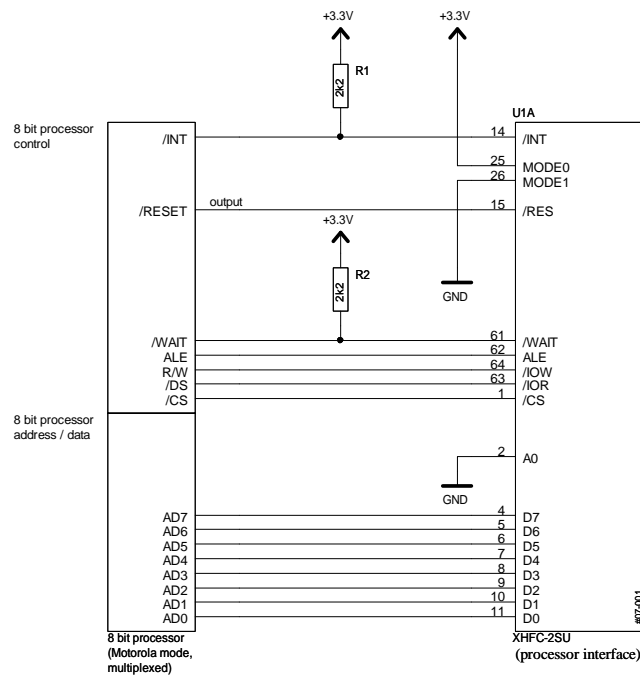 +3.3V
+3.3V
R1
2k2
U1A
8 bit processor
control
/INT
14
/INT
25
MODE0
26
MODE1
/RESET
output
15
/RES
+3.3V
R2
2k2
GND
/WAIT
61
/WAIT
ALE
62
ALE
R/W
64
/IOW
/DS
63
/IOR
/CS
1
/CS
8 bit processor
address / data
2
A0
GND
AD7
4
D7
AD6
5
D6
AD5
6
D5
AD4
7
D4
AD3
8
D3
AD2
9
D2
AD1
10
D1
AD0
11
D0
#07-001
8 bit processor
(Motorola mode,
multiplexed)
XHFC-2SU
(processor interface)